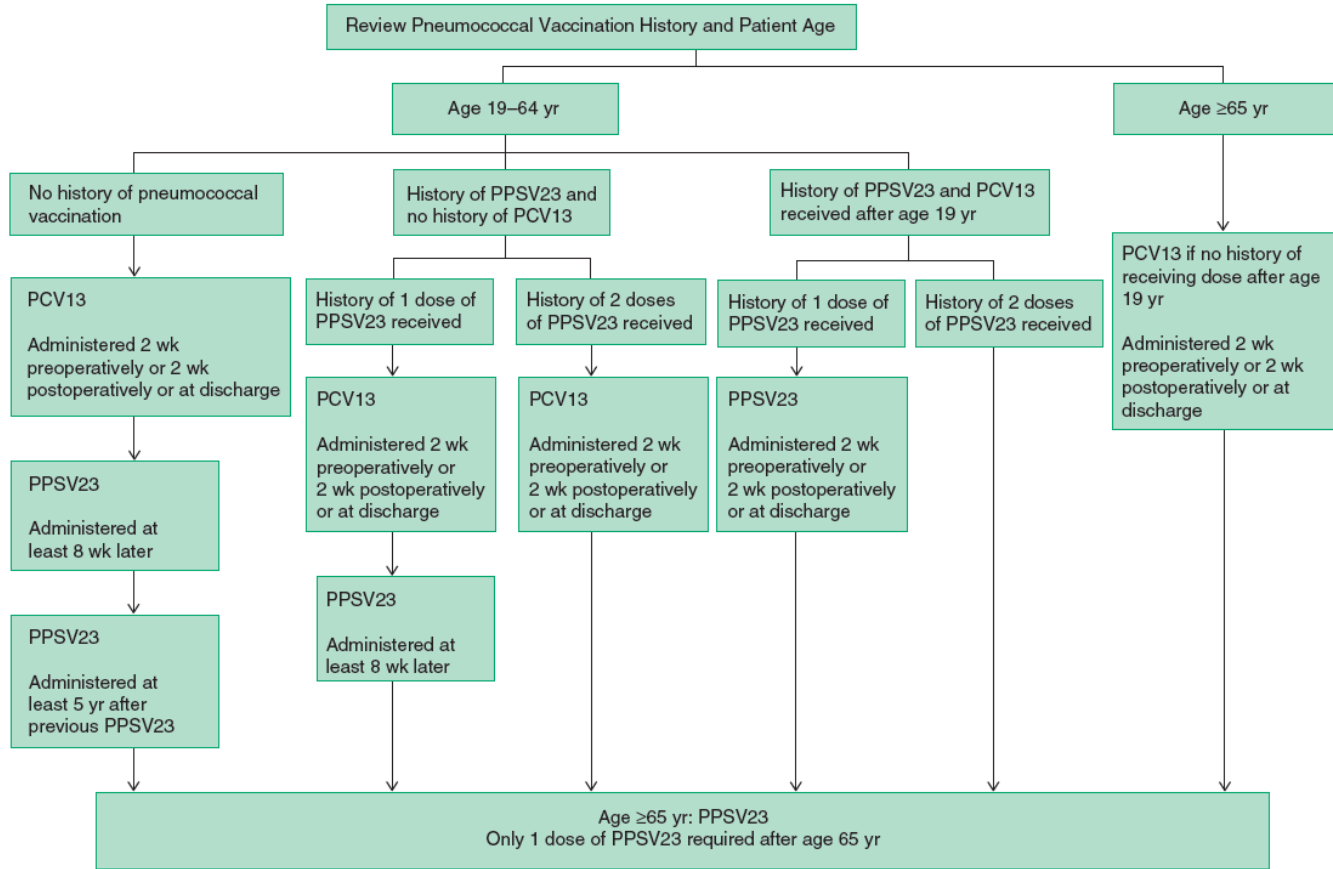 Review Pneumococcal Vaccination History and Patient Age
Age 19–64 yr
Age ≥65 yr
No history of pneumococcal
vaccination
History of PPSV23 and
no history of PCV13
History of PPSV23 and PCV13
received after age 19 yr
PCV13 if no history of
receiving dose after age
19 yr
Administered 2 wk
preoperatively or 2 wk
postoperatively or at
discharge
PCV13
Administered 2 wk
preoperatively or 2 wk
postoperatively or at discharge
History of 1 dose of
PPSV23 received
History of 2 doses
of PPSV23 received
History of 1 dose of
PPSV23 received
History of 2 doses
of PPSV23 received
PCV13
Administered 2 wk
preoperatively or
2 wk postoperatively
or at discharge
PCV13
Administered 2 wk
preoperatively or
2 wk postoperatively
or at discharge
PPSV23
Administered 2 wk
preoperatively or
2 wk postoperatively
or at discharge
PPSV23
Administered at
least 8 wk later
PPSV23
Administered at
least 8 wk later
PPSV23
Administered at
least 5 yr after
previous PPSV23
Age ≥65 yr: PPSV23
Only 1 dose of PPSV23 required after age 65 yr